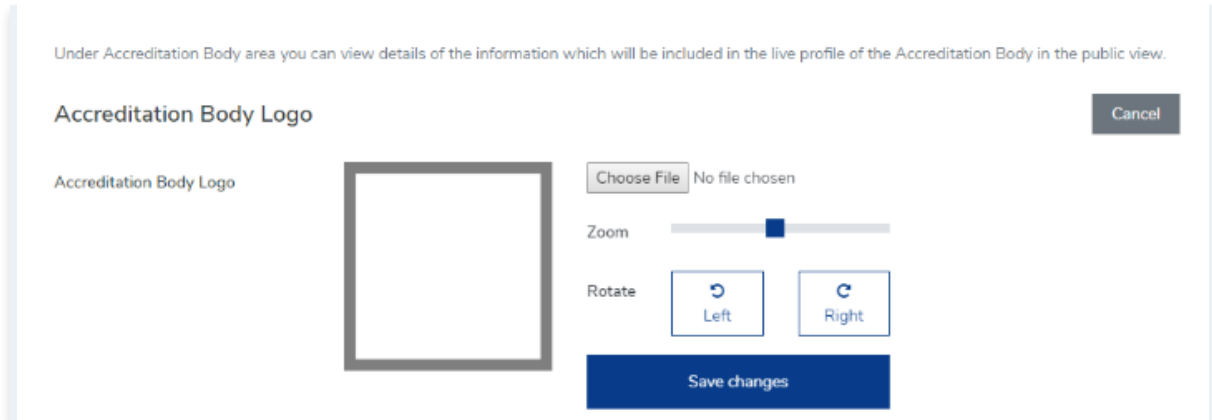 Under Accreditation Body area you can view details of the information which will be included in the live profile of the Accreditation Body in the public view.
Accreditation Body Logo
Cancel
Accreditation Body Logo
Choose File No file chosen
Zoom
Rotate
Left
Right
Save changes